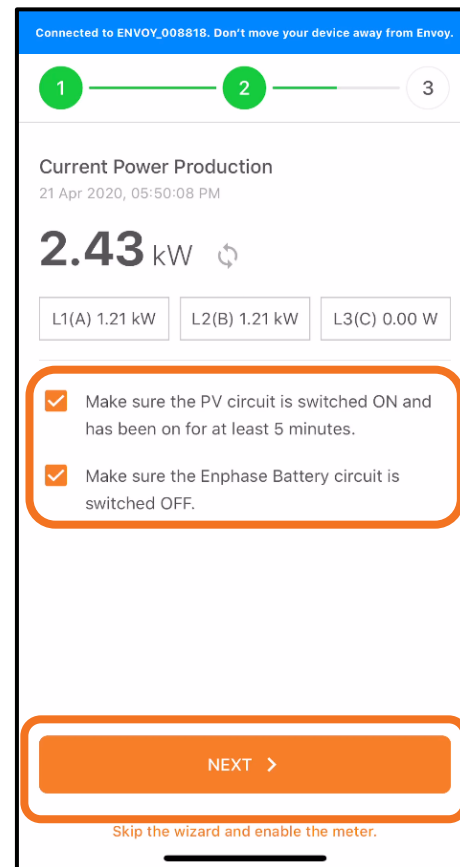 Connected to ENVOY_008818. Don't move your device away from Envoy.
1 2 3
Current Power Production
21 Apr 2020, 05:50:08 PM
2.43 kW
L1(A) 1.21 kW L2(B) 1.21 kW L3(C) 0.00 W
Make sure the PV circuit is switched ON and
has been on for at least 5 minutes.
Make sure the Enphase Battery circuit is
switched OFF.
NEXT >
Skip the wizard and enable the meter.